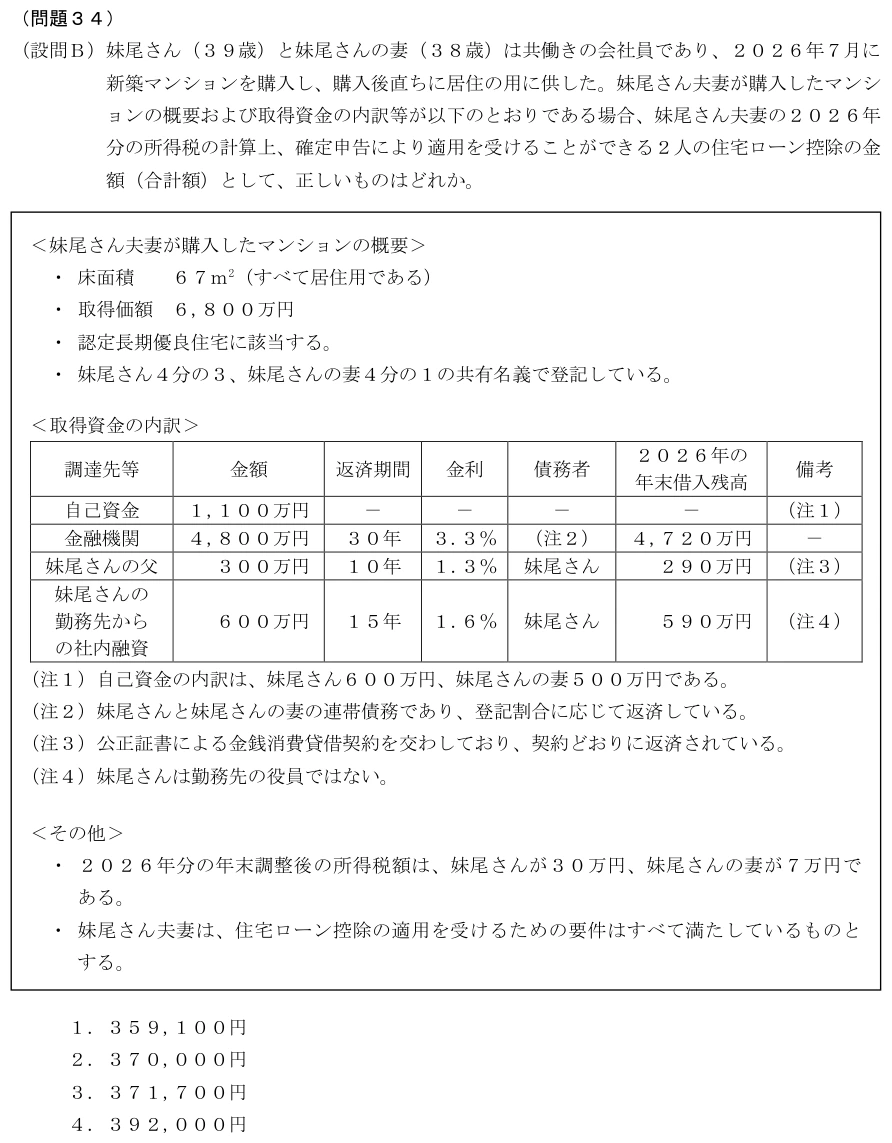 （問題３４）
（設問Ｂ）妹尾さん（３９歳）と妹尾さんの妻（３８歳）は共働きの会社員であり、２０２６年７月に
新築マンションを購入し、購入後直ちに居住の用に供した。妹尾さん夫妻が購入したマンシ
ョンの概要および取得資金の内訳等が以下のとおりである場合、妹尾さん夫妻の２０２６年
分の所得税の計算上、確定申告により適用を受けることができる２人の住宅ローン控除の金
額（合計額）として、正しいものはどれか。
＜妹尾さん夫妻が購入したマンションの概要＞
・ 床面積　　６７m²（すべて居住用である）
・ 取得価額　６,８００万円
・ 認定長期優良住宅に該当する。
・ 妹尾さん４分の３、妹尾さんの妻４分の１の共有名義で登記している。
＜取得資金の内訳＞
調達先等　金額　返済期間　金利　債務者　２０２６年の年末借入残高　備考
自己資金　１,１００万円　－　－　－　－　（注１）
金融機関　４,８００万円　３０年　３.３％　（注２）　４,７２０万円　－
妹尾さんの父　３００万円　１０年　１.３％　妹尾さん　２９０万円　（注３）
妹尾さんの勤務先からの社内融資　６００万円　１５年　１.６％　妹尾さん　５９０万円　（注４）
（注１）自己資金の内訳は、妹尾さん６００万円、妹尾さんの妻５００万円である。
（注２）妹尾さんと妹尾さんの妻の連帯債務であり、登記割合に応じて返済している。
（注３）公正証書による金銭消費貸借契約を交わしており、契約どおりに返済されている。
（注４）妹尾さんは勤務先の役員ではない。
＜その他＞
・ ２０２６年分の年末調整後の所得税額は、妹尾さんが３０万円、妹尾さんの妻が７万円で
ある。
・ 妹尾さん夫妻は、住宅ローン控除の適用を受けるための要件はすべて満たしているものと
する。
１．３５９,１００円
２．３７０,０００円
３．３７１,７００円
４．３９２,０００円